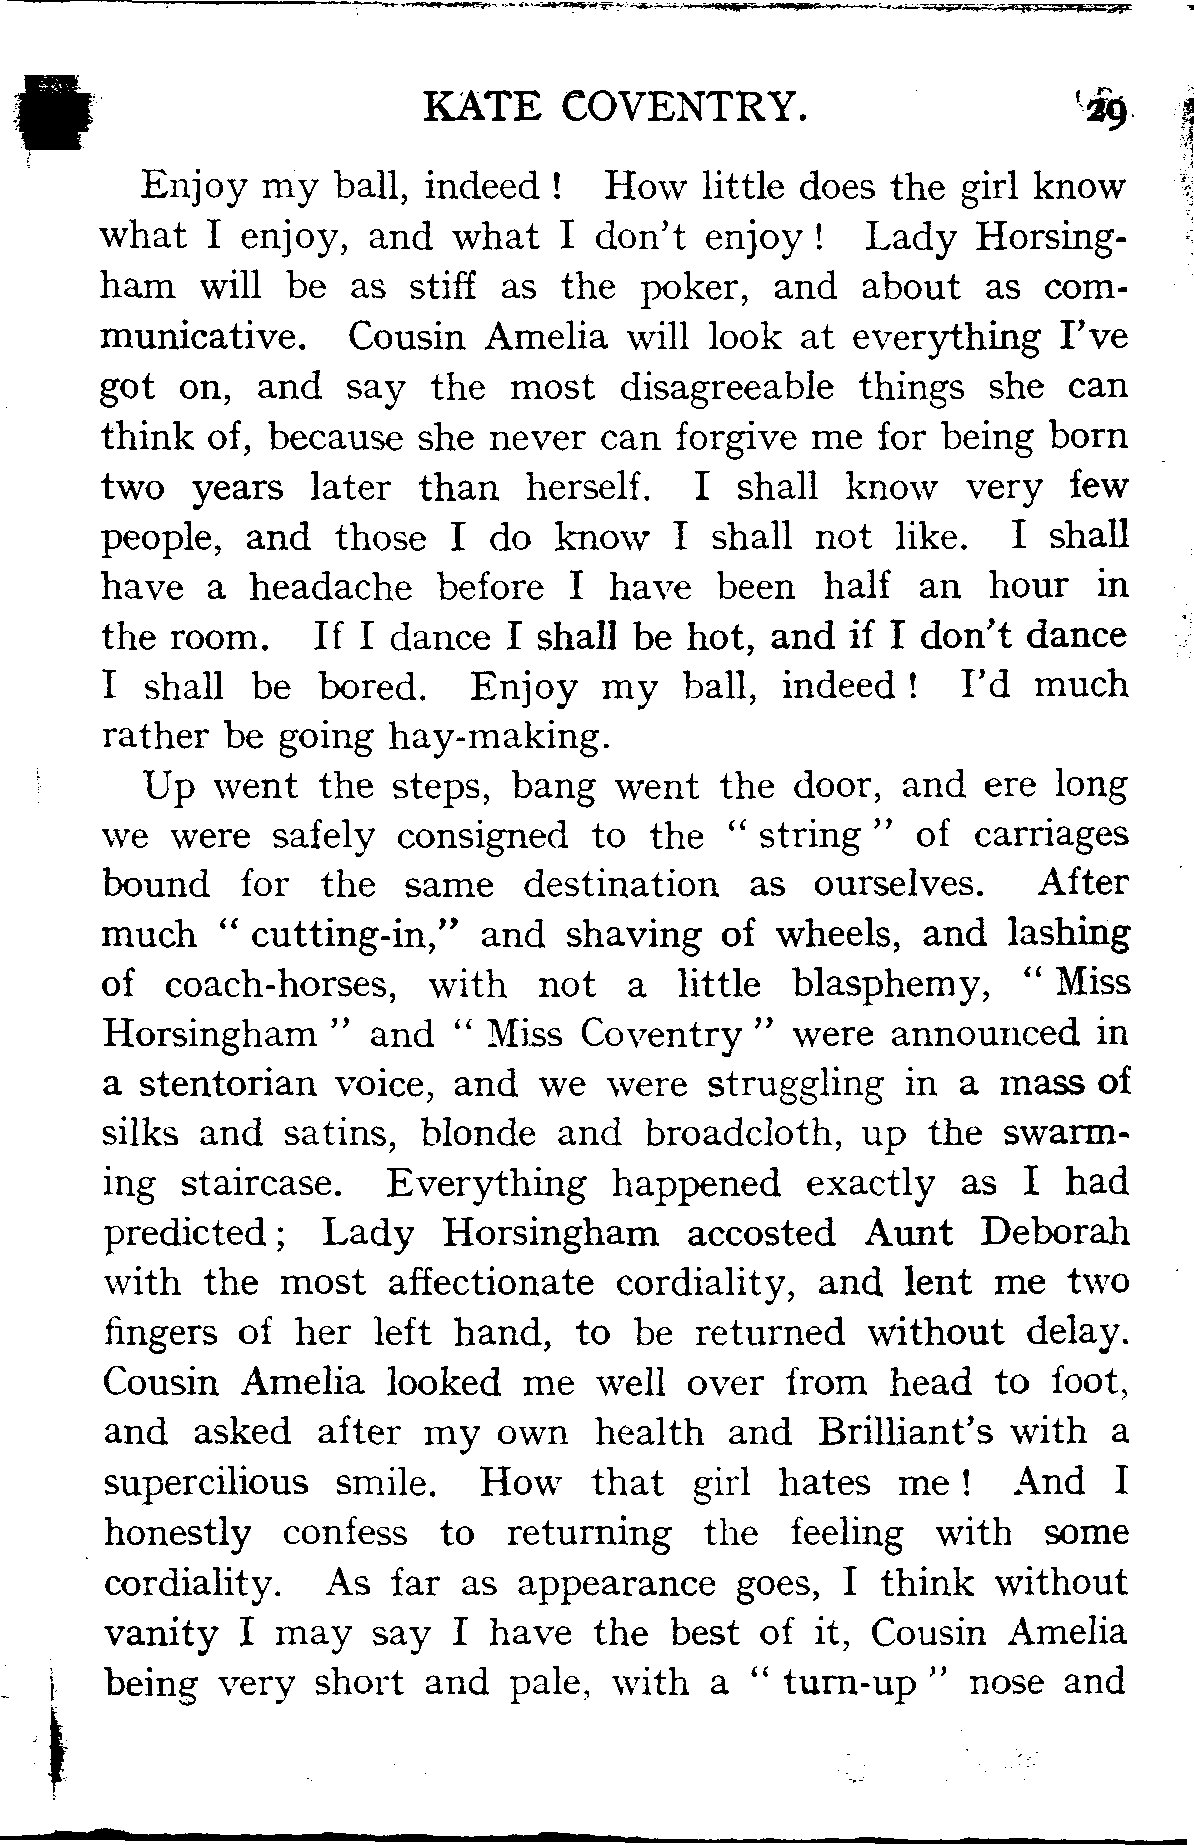 KATE COVENTRY. 29
Enjoy my ball, indeed ! How little does the girl know
what I enjoy, and what I don't enjoy ! Lady Horsing-
ham will be as stiff as the poker, and about as com-
municative. Cousin Amelia will look at everything I've
got on, and say the most disagreeable things she can
think of, because she never can forgive me for being born
two years later than herself. I shall know very few
people, and those I do know I shall not like. I shall
have a headache before I have been half an hour in
the room. If I dance I shall be hot, and if I don't dance
I shall be bored. Enjoy my ball, indeed ! I'd much
rather be going hay-making.
Up went the steps, bang went the door, and ere long
we were safely consigned to the “ string ” of carriages
bound for the same destination as ourselves. After
much “ cutting-in,” and shaving of wheels, and lashing
of coach-horses, with not a little blasphemy, “ Miss
Horsingham ” and “ Miss Coventry ” were announced in
a stentorian voice, and we were struggling in a mass of
silks and satins, blonde and broadcloth, up the swarm-
ing staircase. Everything happened exactly as I had
predicted ; Lady Horsingham accosted Aunt Deborah
with the most affectionate cordiality, and lent me two
fingers of her left hand, to be returned without delay.
Cousin Amelia looked me well over from head to foot,
and asked after my own health and Brilliant's with a
supercilious smile. How that girl hates me ! And I
honestly confess to returning the feeling with some
cordiality. As far as appearance goes, I think without
vanity I may say I have the best of it, Cousin Amelia
being very short and pale, with a “ turn-up ” nose and